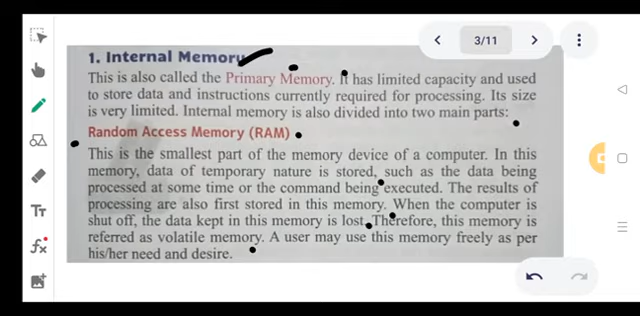 3/11
1. Internal Memory
This is also called the Primary Memory. It has limited capacity and used
to store data and instructions currently required for processing. Its size
is very limited. Internal memory is also divided into two main parts:
Random Access Memory (RAM)
This is the smallest part of the memory device of a computer. In this
memory, data of temporary nature is stored, such as the data being
processed at some time or the command being executed. The results of
processing are also first stored in this memory. When the computer is
shut off, the data kept in this memory is lost. Therefore, this memory is
referred as volatile memory. A user may use this memory freely as per
his/her need and desire.
Tт
fx